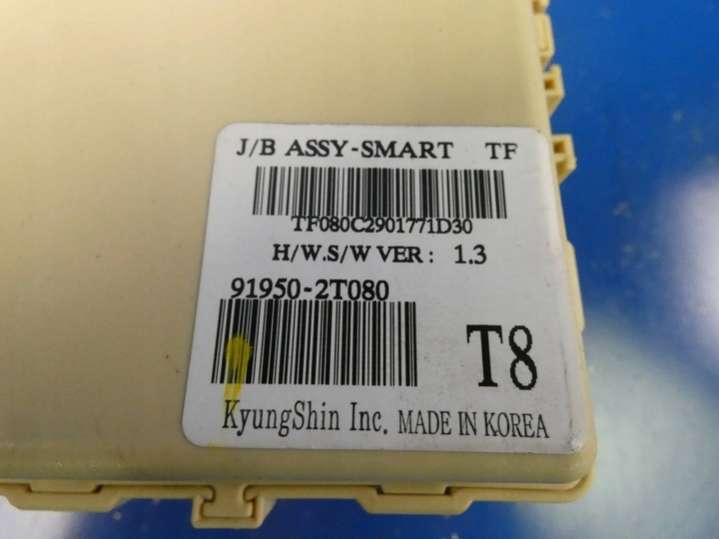 J/B ASSY-SMART TF
TF080C2901771D30
H/W.S/W VER : 1.3
91950-2T080
T8
KyungShin Inc. MADE IN KOREA